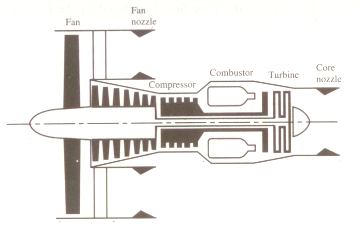 Fan
Fan
nozzle
Compressor
Combustor
Turbine
Core
nozzle